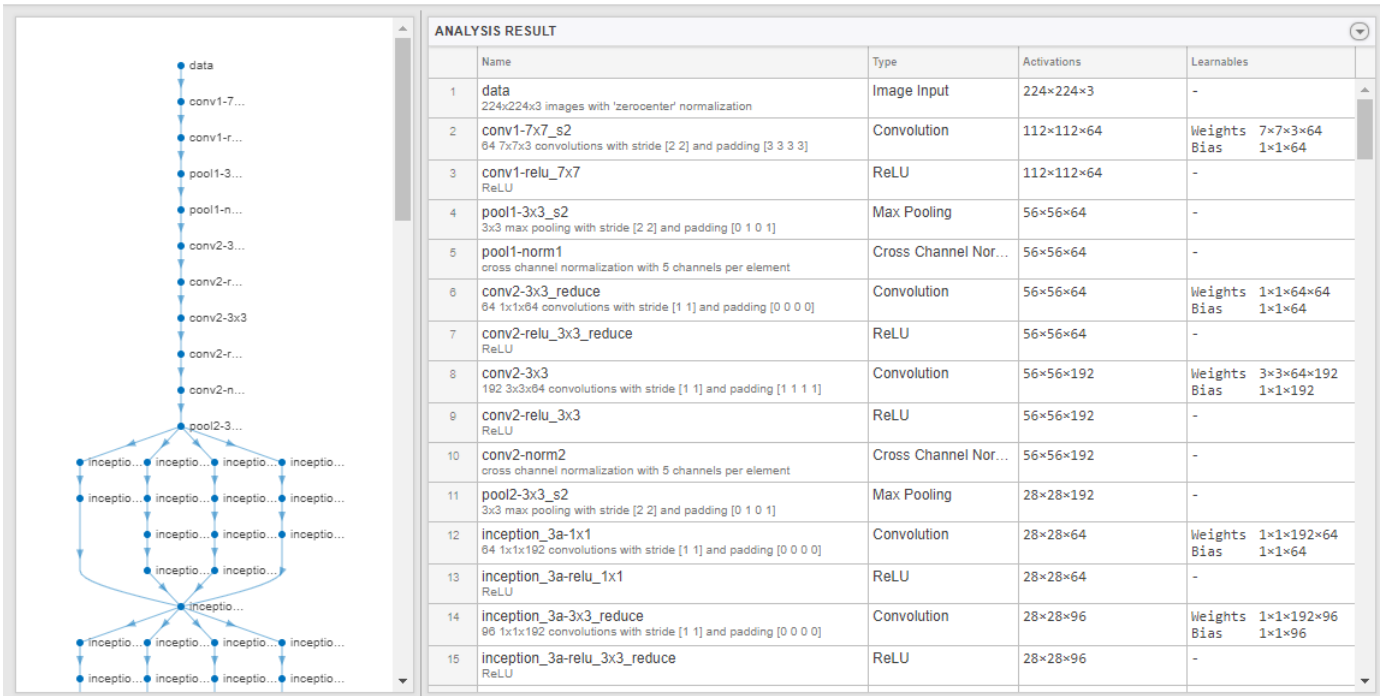 data
conv1-7...
conv1-r...
pool1-3...
pool1-n...
conv2-3...
conv2-r...
conv2-3x3
conv2-r...
conv2-n...
pool2-3...
inceptio... inceptio... inceptio... inceptio...
inceptio... inceptio... inceptio... inceptio...
inceptio... inceptio... inceptio...
inceptio... inceptio...
inceptio...
inceptio... inceptio... inceptio... inceptio...
inceptio... inceptio... inceptio... inceptio...
ANALYSIS RESULT
Name Type Activations Learnables
1 data Image Input 224×224×3 -
224x224x3 images with 'zerocenter' normalization
2 conv1-7x7_s2 Convolution 112×112×64 Weights 7×7×3×64
64 7x7x3 convolutions with stride [2 2] and padding [3 3 3 3] Bias 1×1×64
3 conv1-relu_7x7 ReLU 112×112×64 -
ReLU
4 pool1-3x3_s2 Max Pooling 56×56×64 -
3x3 max pooling with stride [2 2] and padding [0 1 0 1]
5 pool1-norm1 Cross Channel Nor... 56×56×64 -
cross channel normalization with 5 channels per element
6 conv2-3x3_reduce Convolution 56×56×64 Weights 1×1×64×64
64 1x1x64 convolutions with stride [1 1] and padding [0 0 0 0] Bias 1×1×64
7 conv2-relu_3x3_reduce ReLU 56×56×64 -
ReLU
8 conv2-3x3 Convolution 56×56×192 Weights 3×3×64×192
192 3x3x64 convolutions with stride [1 1] and padding [1 1 1 1] Bias 1×1×192
9 conv2-relu_3x3 ReLU 56×56×192 -
ReLU
10 conv2-norm2 Cross Channel Nor... 56×56×192 -
cross channel normalization with 5 channels per element
11 pool2-3x3_s2 Max Pooling 28×28×192 -
3x3 max pooling with stride [2 2] and padding [0 1 0 1]
12 inception_3a-1x1 Convolution 28×28×64 Weights 1×1×192×64
64 1x1x192 convolutions with stride [1 1] and padding [0 0 0 0] Bias 1×1×64
13 inception_3a-relu_1x1 ReLU 28×28×64 -
ReLU
14 inception_3a-3x3_reduce Convolution 28×28×96 Weights 1×1×192×96
96 1x1x192 convolutions with stride [1 1] and padding [0 0 0 0] Bias 1×1×96
15 inception_3a-relu_3x3_reduce ReLU 28×28×96 -
ReLU